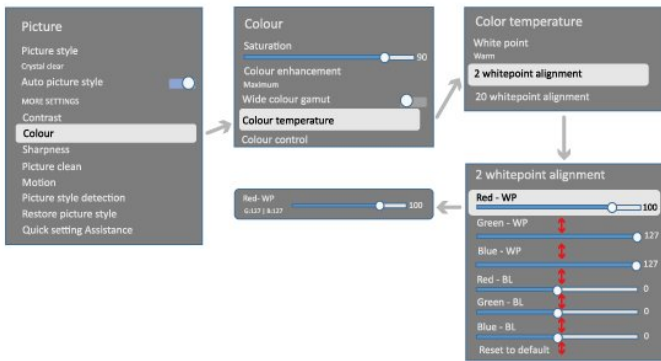 Picture
Picture style
Crystal clear
Auto picture style
MORE SETTINGS
Contrast
Colour
Sharpness
Picture clean
Motion
Picture style detection
Restore picture style
Quick setting Assistance
Colour
Saturation
90
Colour enhancement
Maximum
Wide colour gamut
Colour temperature
Colour control
Color temperature
White point
Warm
2 whitepoint alignment
20 whitepoint alignment
2 whitepoint alignment
Red - WP
100
Green - WP
127
Blue - WP
127
Red - BL
0
Green - BL
0
Blue - BL
0
Reset to default
Red- WP
100
G:127 | B:127